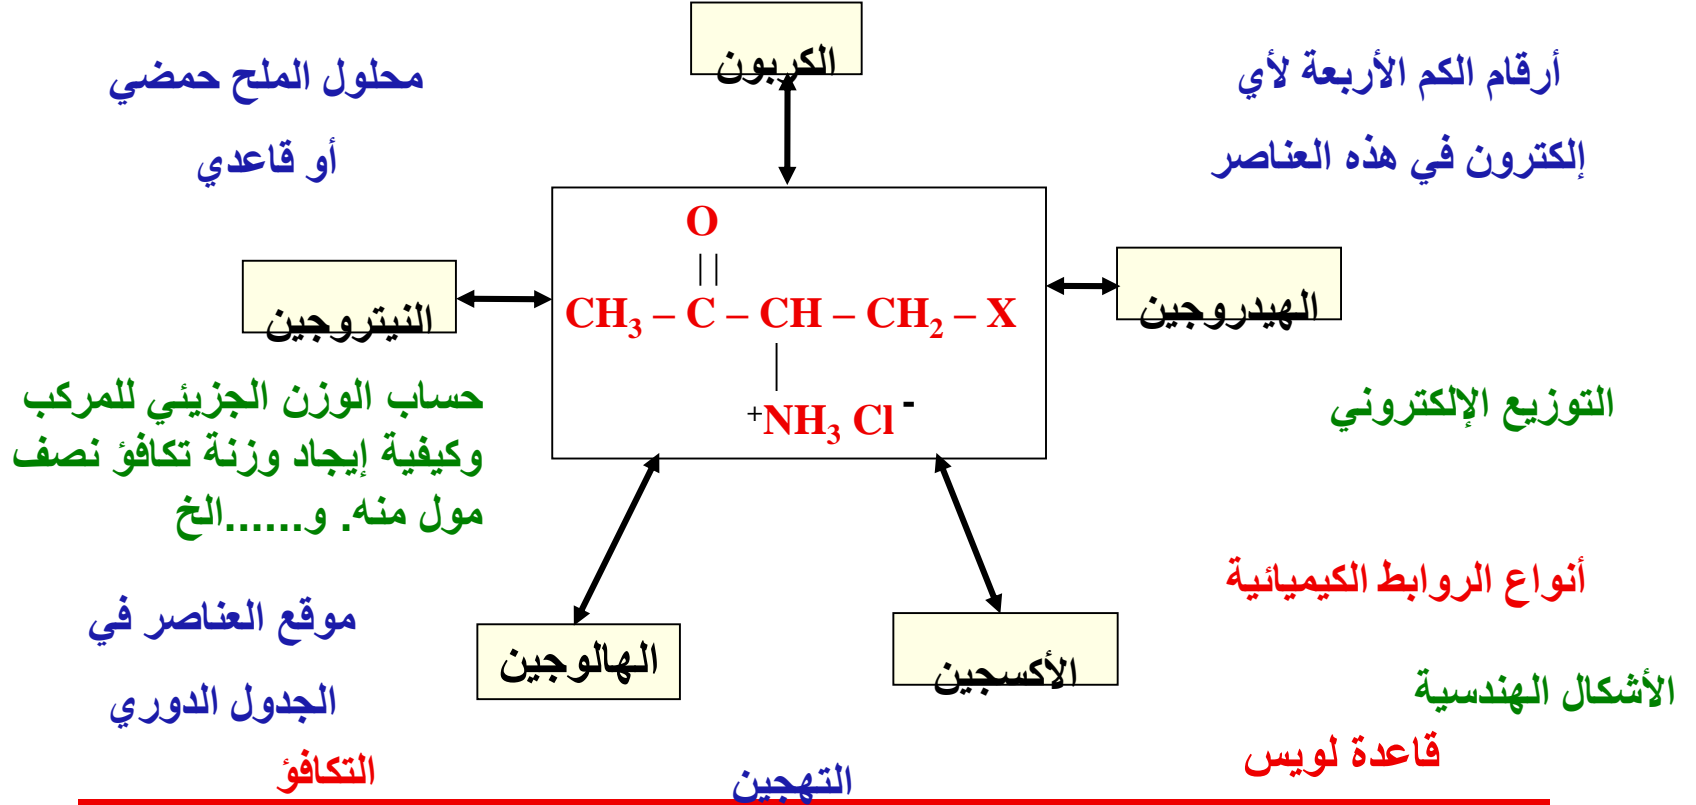 الكربون
أرقام الكم الأربعة لأي
إلكترون في هذه العناصر
محلول الملح حمضي
أو قاعدي
O
||
CH₃ – C – CH – CH₂ – X
|
⁺NH₃ Cl⁻
الهيدروجين
النيتروجين
التوزيع الإلكتروني
حساب الوزن الجزيئي للمركب
وكيفية إيجاد وزنة تكافؤ نصف
مول منه. و......الخ
أنواع الروابط الكيميائية
موقع العناصر في
الجدول الدوري
الأكسجين
الهالوجين
الأشكال الهندسية
قاعدة لويس
التهجين
التكافؤ